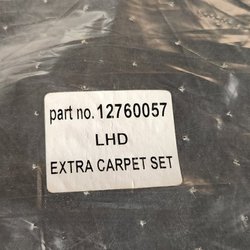 part no. 12760057
LHD
EXTRA CARPET SET